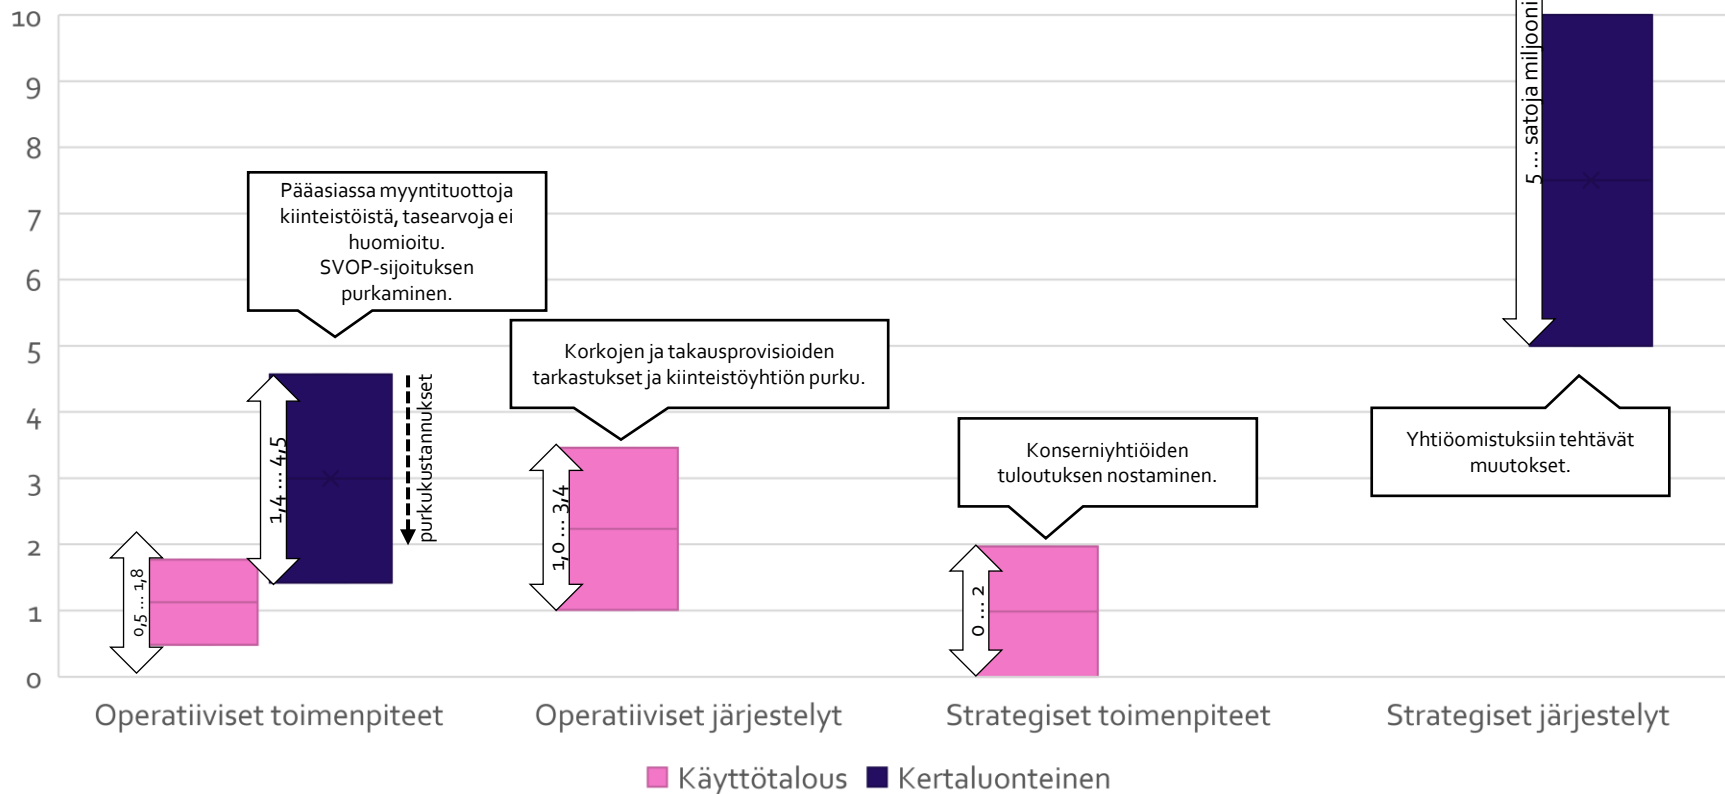 10
9
8
7
6
5
4
3
2
1
0
Pääasiassa myyntituottoja
kiinteistöistä, tasearvoja ei
huomioitu.
SVOP-sijoituksen
purkaminen.
Korkojen ja takausprovisioiden
tarkastukset ja kiinteistöyhtiön purku.
Konserniyhtiöiden
tuloutuksen nostaminen.
Yhtiöomistuksiin tehtävät
muutokset.
0,5 ... 1,8
1,4 ... 4,5
purkukustannukset
1,0 ... 3,4
0 ... 2
5 ... satoja miljooni
Operatiiviset toimenpiteet
Operatiiviset järjestelyt
Strategiset toimenpiteet
Strategiset järjestelyt
Käyttötalous
Kertaluonteinen